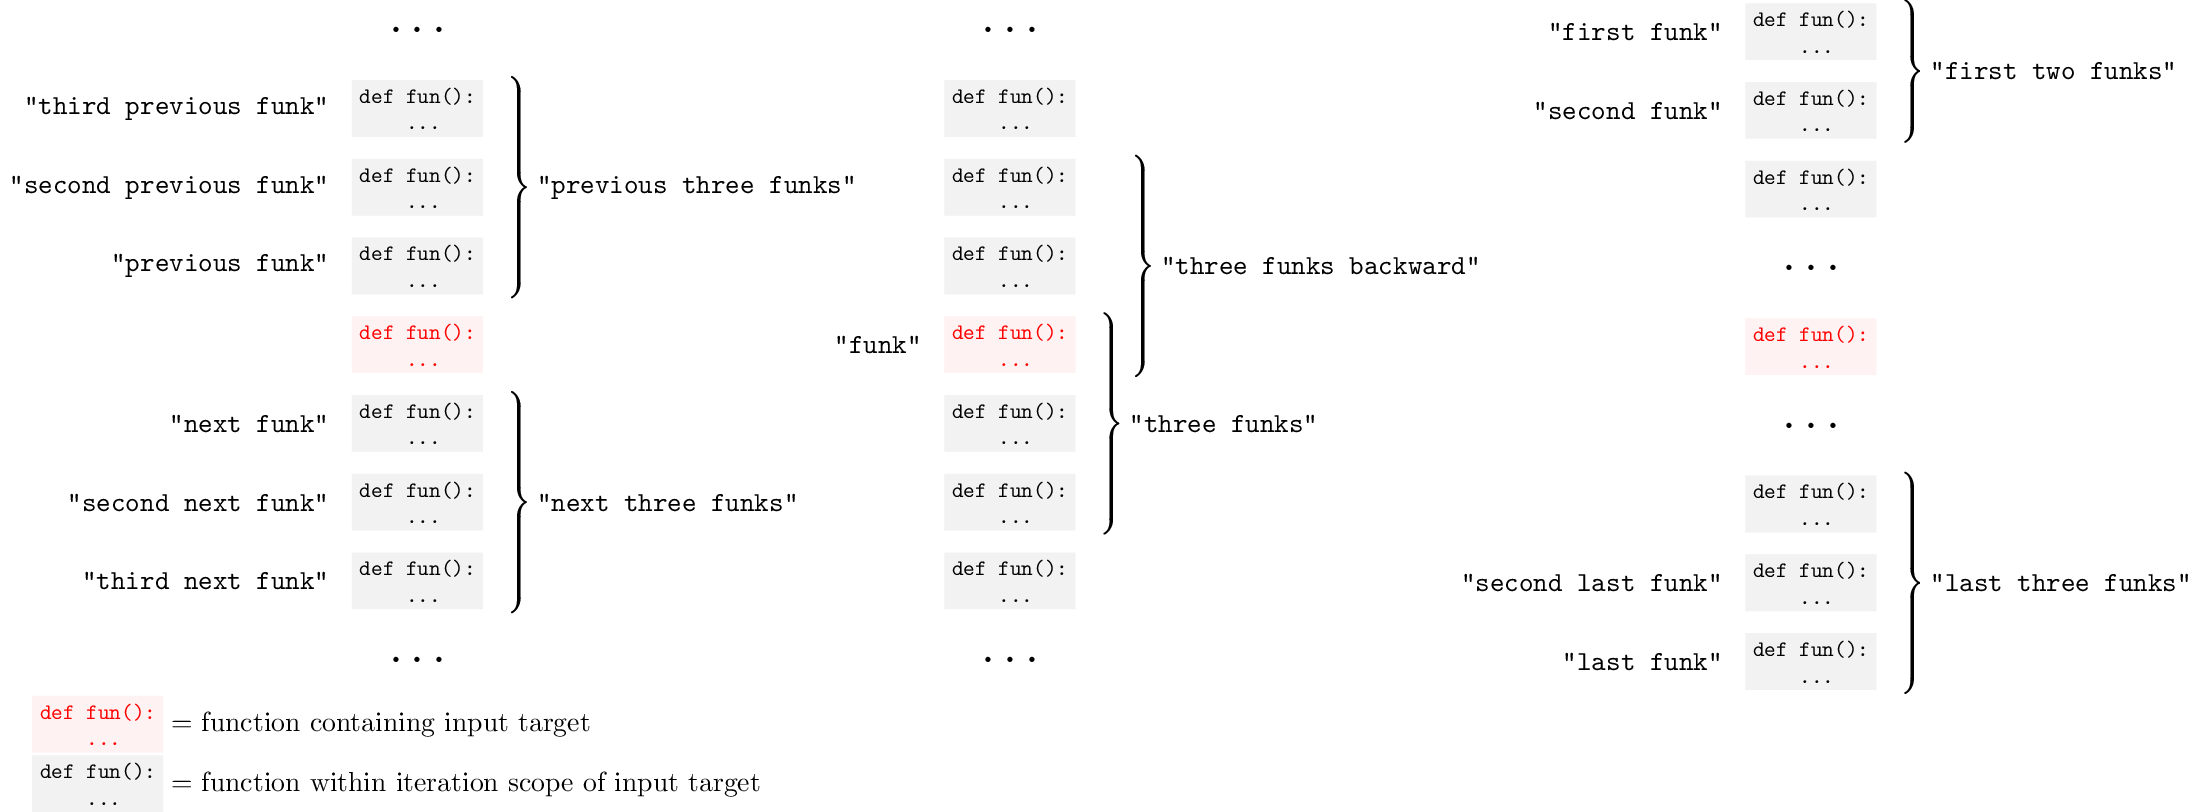 ...
"third previous funk"
def fun():
...
"second previous funk"
def fun():
...
"previous three funks"
"previous funk"
def fun():
...
def fun():
...
"next funk"
def fun():
...
"second next funk"
def fun():
...
"next three funks"
"third next funk"
def fun():
...
...
...
def fun():
...
def fun():
...
def fun():
...
"three funks backward"
"funk"
def fun():
...
def fun():
...
"three funks"
def fun():
...
def fun():
...
...
"first funk"
def fun():
...
"first two funks"
"second funk"
def fun():
...
def fun():
...
...
def fun():
...
...
def fun():
...
"second last funk"
def fun():
...
"last three funks"
"last funk"
def fun():
...
def fun():
...
= function containing input target
def fun():
...
= function within iteration scope of input target